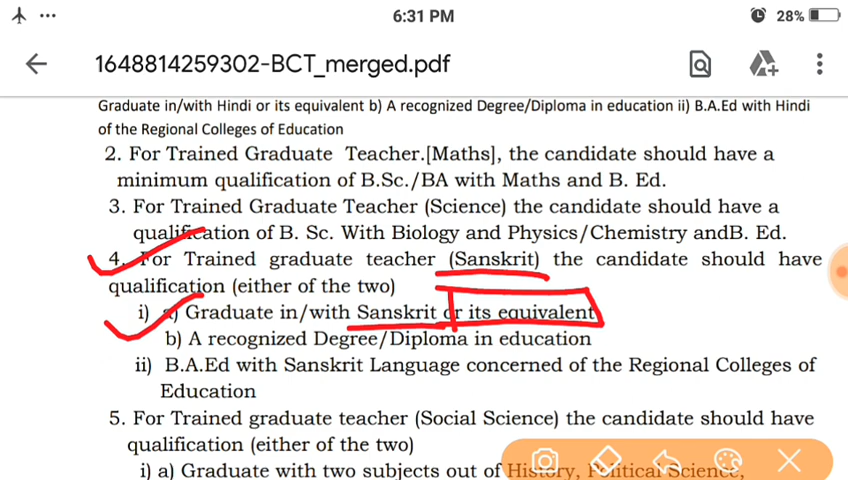 6:31 PM
28%
1648814259302-BCT_merged.pdf
Graduate in/with Hindi or its equivalent b) A recognized Degree/Diploma in education ii) B.A.Ed with Hindi
of the Regional Colleges of Education
2. For Trained Graduate Teacher.[Maths], the candidate should have a
minimum qualification of B.Sc./BA with Maths and B. Ed.
3. For Trained Graduate Teacher (Science) the candidate should have a
qualification of B. Sc. With Biology and Physics/Chemistry andB. Ed.
4. For Trained graduate teacher (Sanskrit) the candidate should have
qualification (either of the two)
i) a) Graduate in/with Sanskrit or its equivalent
b) A recognized Degree/Diploma in education
ii) B.A.Ed with Sanskrit Language concerned of the Regional Colleges of
Education
5. For Trained graduate teacher (Social Science) the candidate should have
qualification (either of the two)
i) a) Graduate with two subjects out of History, Political Science,